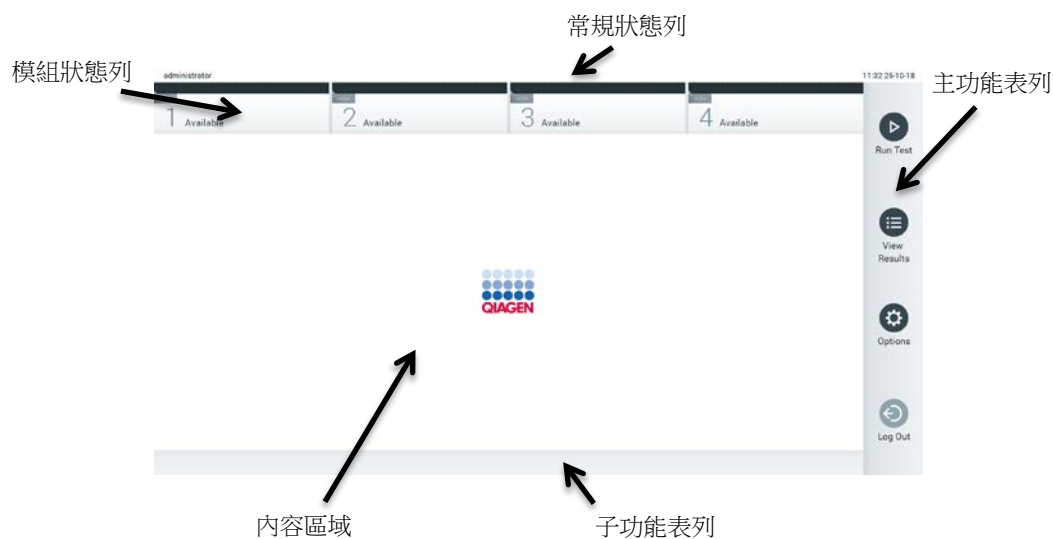 常規狀態列
模組狀態列
administrator
11:32 26-10-18
主功能表列
1 Available
2 Available
3 Available
4 Available
Run Test
View
Results
QIAGEN
Options
Log Out
內容區域
子功能表列